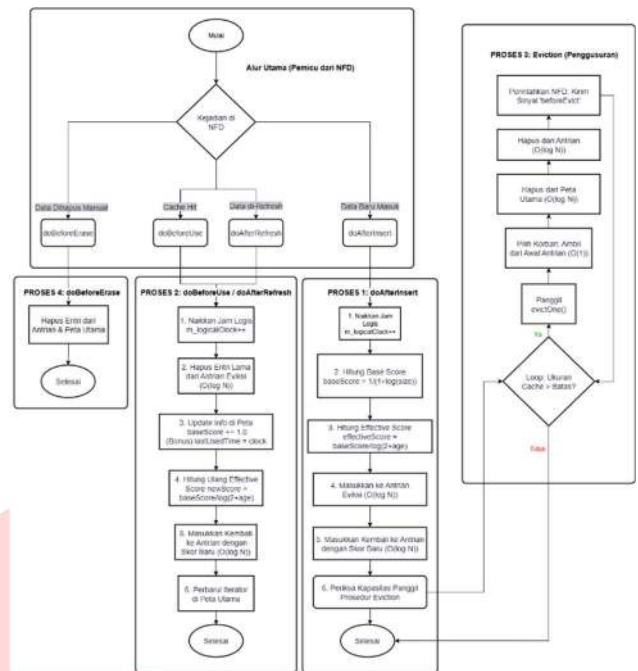 Mulai
Alur Utama (Pemicu dari NFD)
Kejadian di
NFD
Data Dihapus Manual
Cache Hit
Data di-Refresh
Data Baru Masuk
doBeforeErase
doBeforeUse
doAfterRefresh
doAfterInsert
PROSES 4: doBeforeErase
Hapus Entri dari
Antrian & Peta Utama
Selesai
PROSES 2: doBeforeUse / doAfterRefresh
1. Naikkan Jam Logis
m_logicalClock++
2. Hapus Entri Lama
dari Antrian Eviksi
(O(log N))
3. Update Info di Peta
baseScore += 1.0
(Bonus) lastUsedTime = clock
4. Hitung Ulang Effective
Score newScore =
baseScore/log(2+age)
5. Masukkan Kembali
ke Antrian dengan
Skor Baru (O(log N))
6. Perbarui Iterator
di Peta Utama
Selesai
PROSES 1: doAfterInsert
1. Naikkan Jam
Logis
m_logicalClock++
2. Hitung Base Score
baseScore = 1/(1+log(size))
3. Hitung Effective Score
effectiveScore =
baseScore/log(2+age)
4. Masukkan ke Antrian
Eviksi (O(log N))
5. Masukkan Kembali ke Antrian
dengan Skor Baru (O(log N))
6. Periksa Kapasitas Panggil
Prosedur Eviction
Selesai
PROSES 3: Eviction (Penggusuran)
Perintahkan NFD: Kirim
Sinyal 'beforeEvict'
Hapus dari Antrian
(O(log N))
Hapus dari Peta
Utama (O(log N))
Pilih Korban: Ambil
dari Awal Antrian (O(1))
Panggil
evictOne()
Ya
Loop: Ukuran
Cache > Batas?